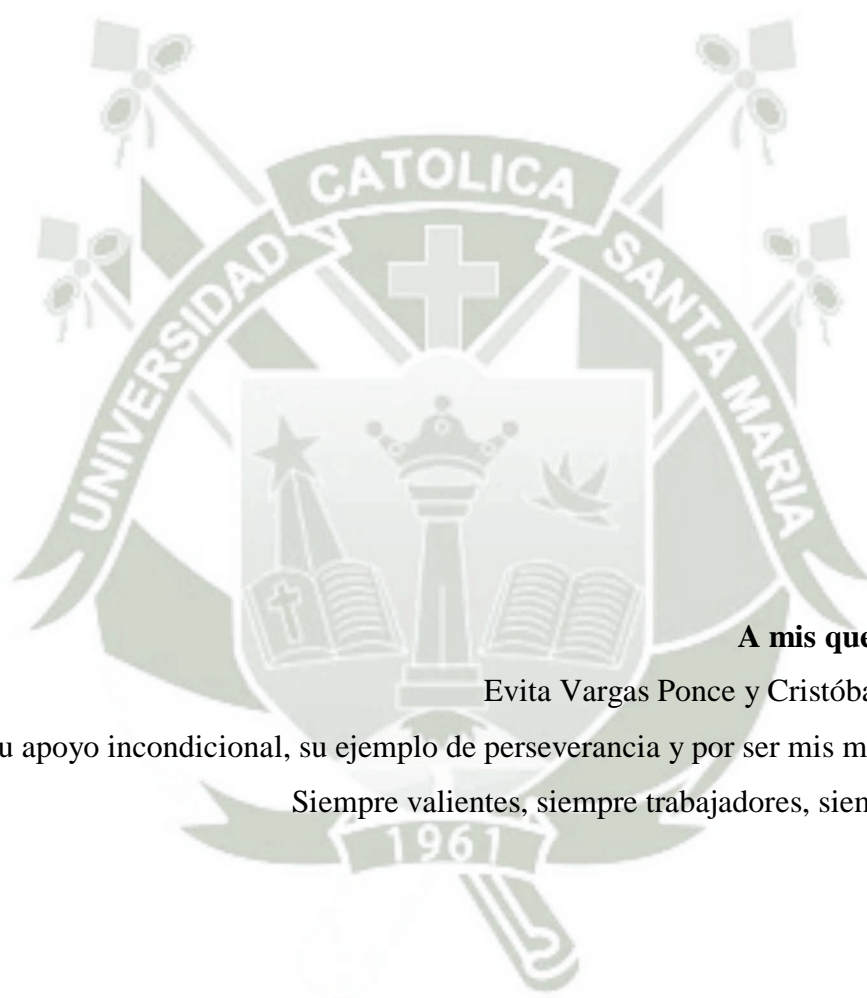 UNIVERSIDAD CATOLICA SANTA MARIA
A mis que
Evita Vargas Ponce y Cristóba
u apoyo incondicional, su ejemplo de perseverancia y por ser mis m
Siempre valientes, siempre trabajadores, sien
1961